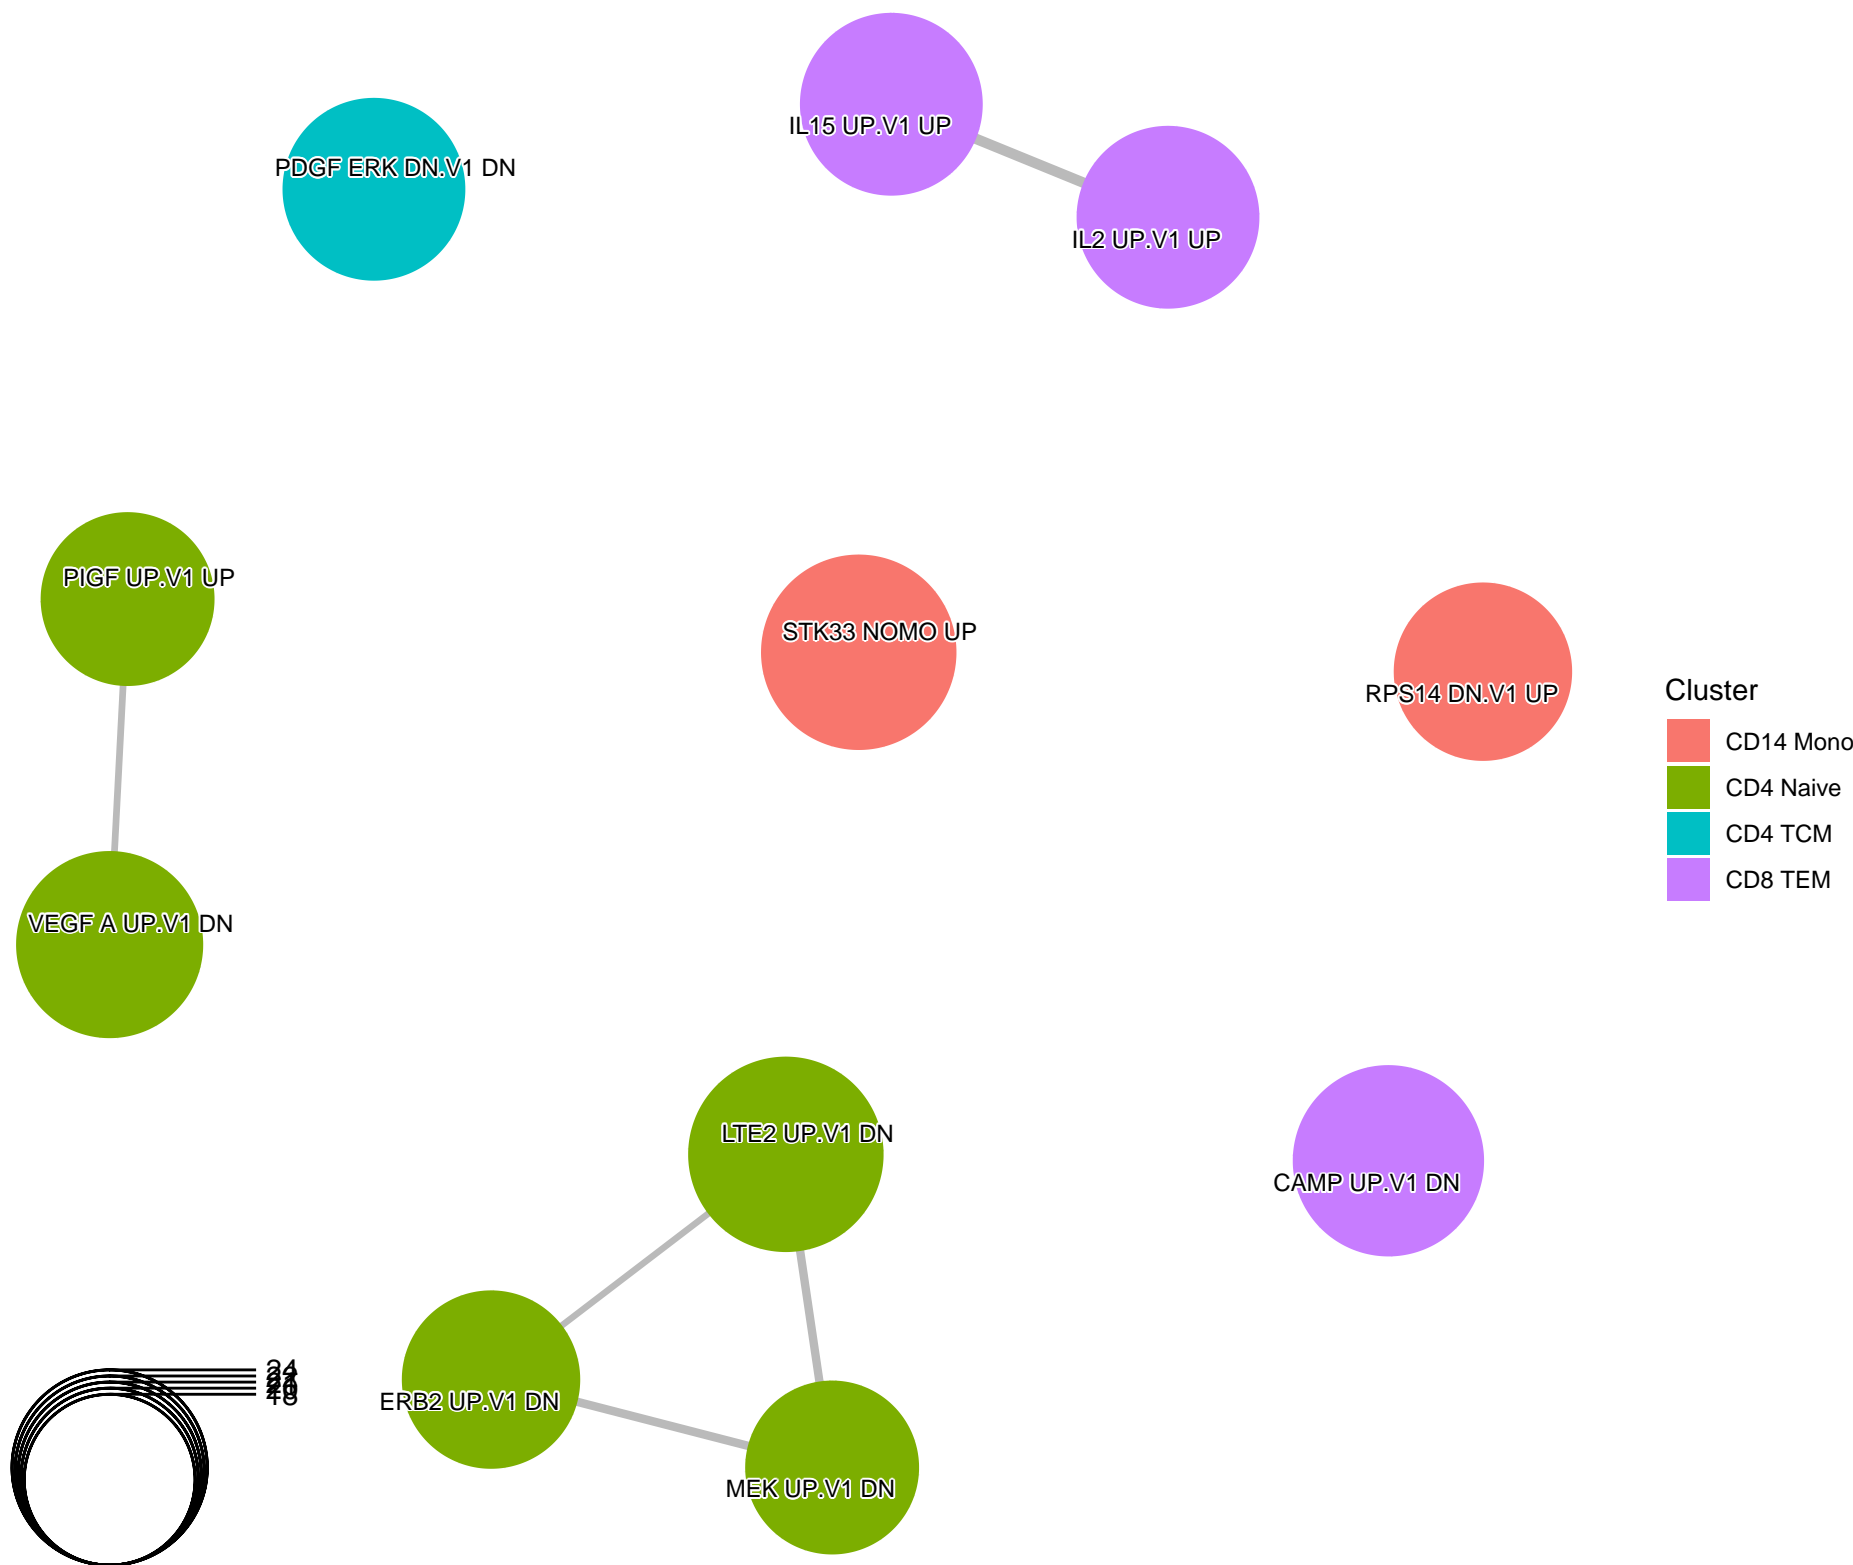 IL15 UP.V1 UP
PDGF ERK DN.V1 DN
IL2 UP.V1 UP
PIGF UP.V1 UP
STK33 NOMO UP
RPS14 DN.V1 UP
Cluster
CD14 Mono
CD4 Naive
CD4 TCM
CD8 TEM
VEGF A UP.V1 DN
LTE2 UP.V1 DN
CAMP UP.V1 DN
24
18
ERB2 UP.V1 DN
MEK UP.V1 DN